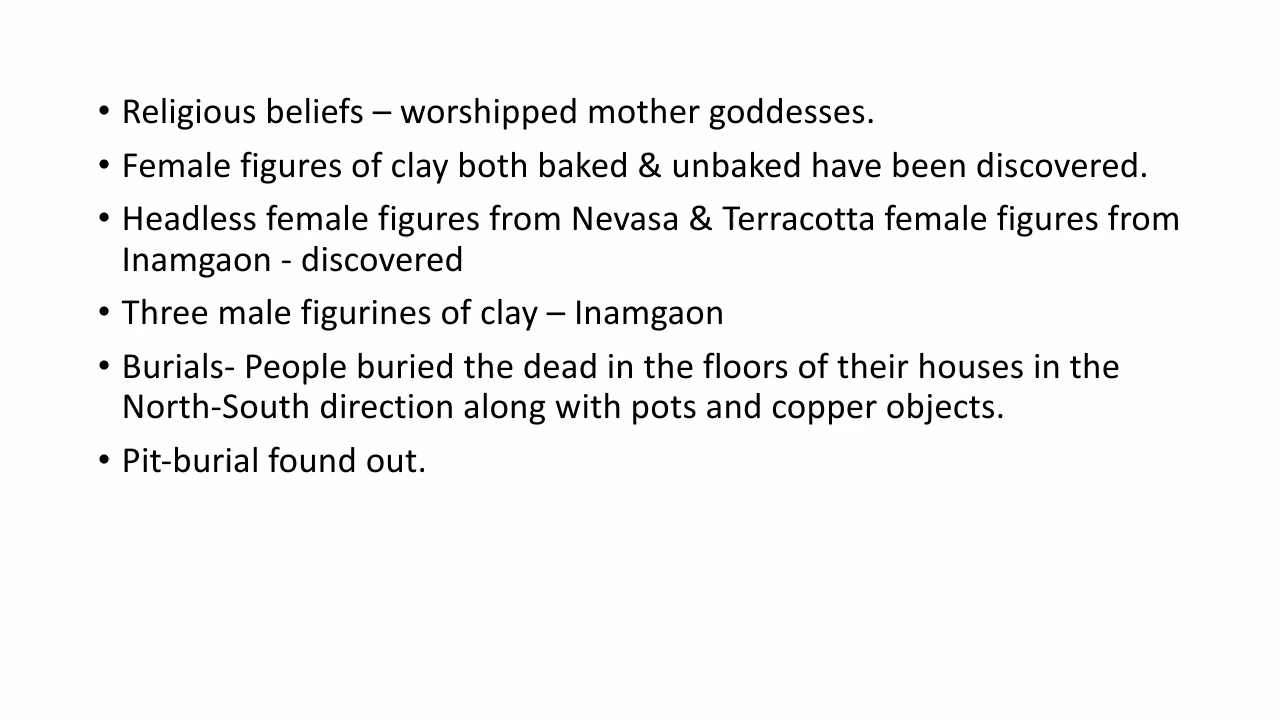 • Religious beliefs – worshipped mother goddesses.
• Female figures of clay both baked & unbaked have been discovered.
• Headless female figures from Nevasa & Terracotta female figures from
Inamgaon - discovered
• Three male figurines of clay – Inamgaon
• Burials- People buried the dead in the floors of their houses in the
North-South direction along with pots and copper objects.
• Pit-burial found out.